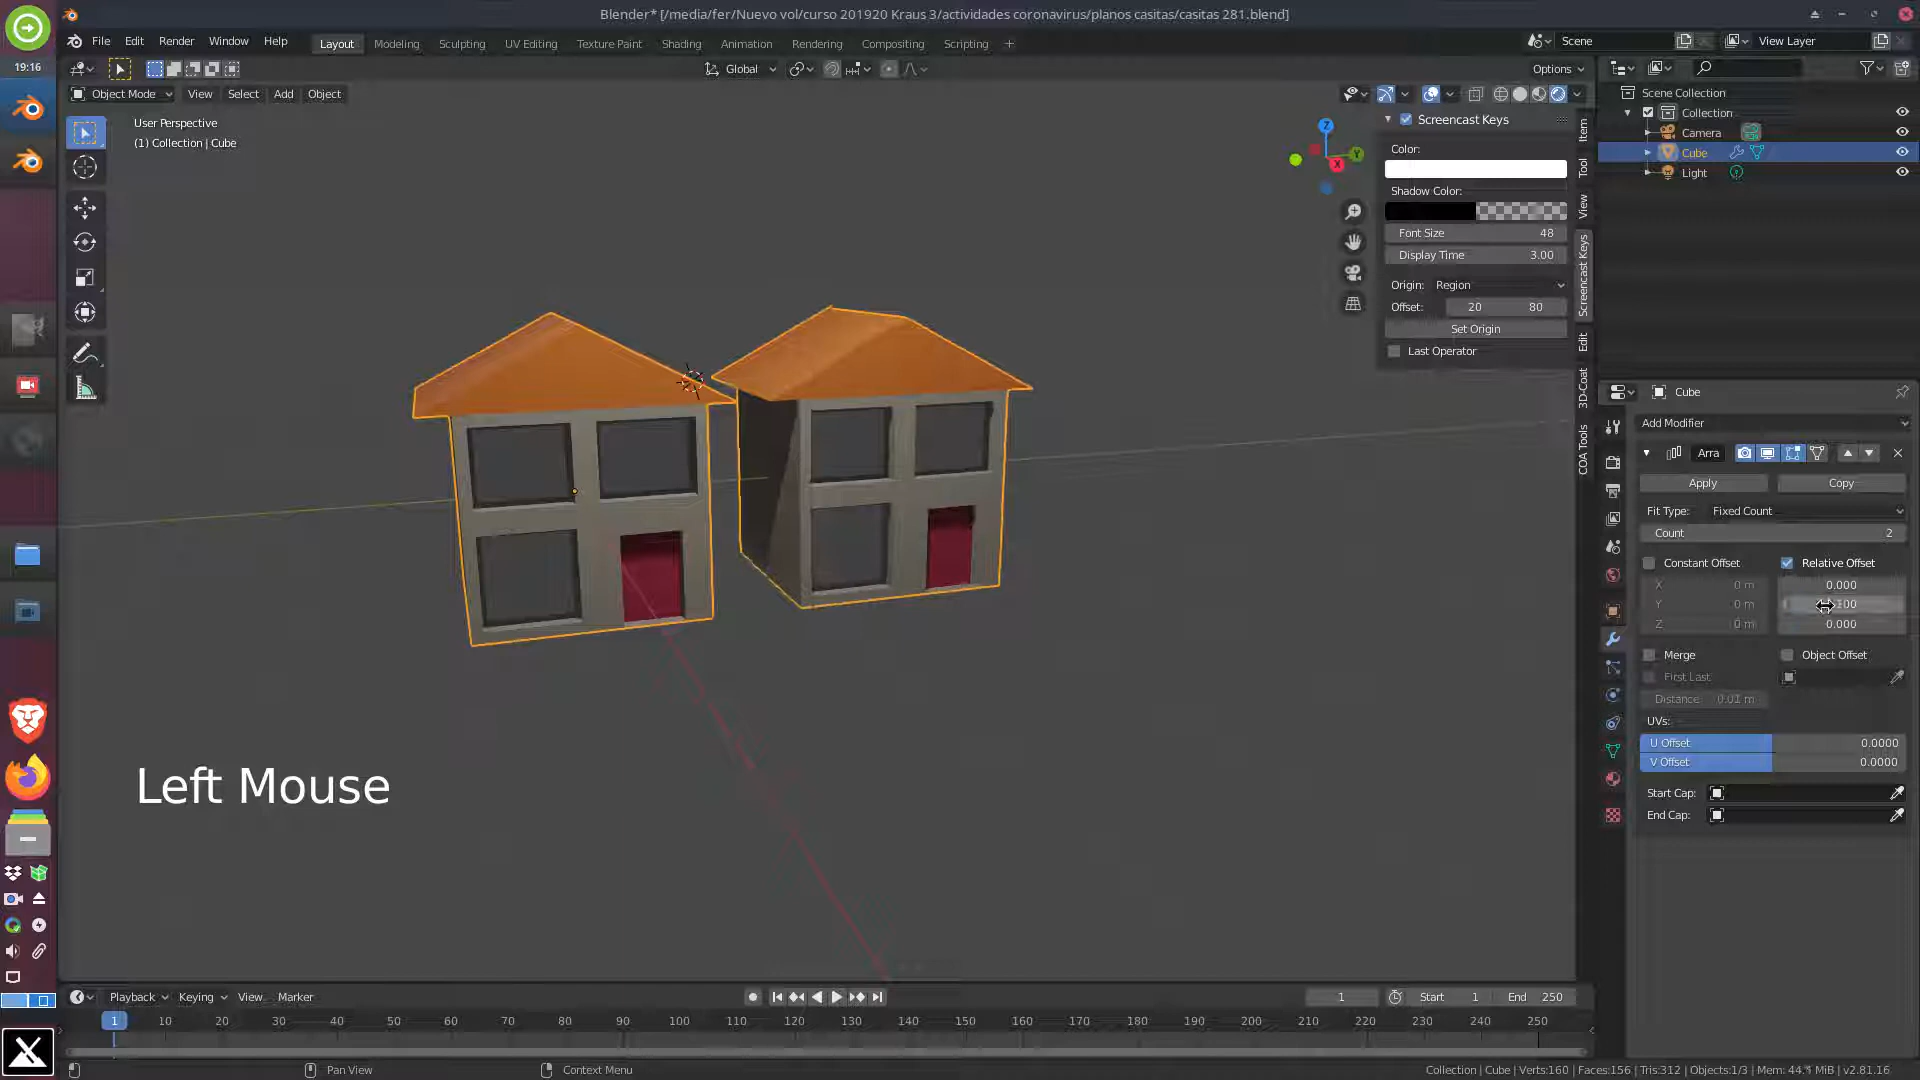 Blender* [/media/fer/Nuevo vol/curso 201920 Kraus 3/actividades coronavirus/planos casitas/casitas 281.blend]
19:16
File Edit Render Window Help
Layout Modeling Sculpting UV Editing Texture Paint Shading Animation Rendering Compositing Scripting +
Scene
View Layer
Global
Options
Object Mode View Select Add Object
User Perspective
(1) Collection | Cube
Z
Y
X
Screencast Keys
Color:
Shadow Color:
Font Size 48
Display Time 3.00
Origin: Region
Offset: 20 80
Set Origin
Last Operator
Item
Tool
View
Screencast Keys
Edit
3D-Coat
COA Tools
Scene Collection
Collection
Camera
Cube
Light
Cube
Add Modifier
Arra
Apply Copy
Fit Type: Fixed Count
Count 2
Constant Offset Relative Offset
X 0 m 0.000
Y 0 m
Z 0 m 0.000
Merge Object Offset
First Last
Distance 0.01 m
UVs:
U Offset 0.0000
V Offset 0.0000
Start Cap:
End Cap:
Left Mouse
Playback Keying View Marker
1 Start 1 End 250
1 10 20 30 40 50 60 70 80 90 100 110 120 130 140 150 160 170 180 190 200 210 220 230 240 250
Pan View Context Menu
Collection | Cube | Verts:160 | Faces:156 | Tris:312 | Objects:1/3 | Mem: 44.1 MiB | v2.81.16